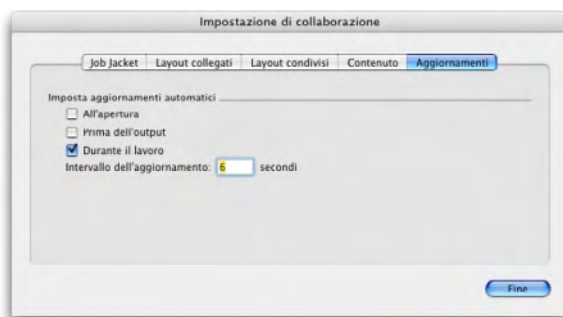 Impostazione di collaborazione
Job Jacket Layout collegati Layout condivisi Contenuto Aggiornamenti
Imposta aggiornamenti automatici
All'apertura
Prima dell'output
Durante il lavoro
Intervallo dell'aggiornamento: 6 secondi
Fine